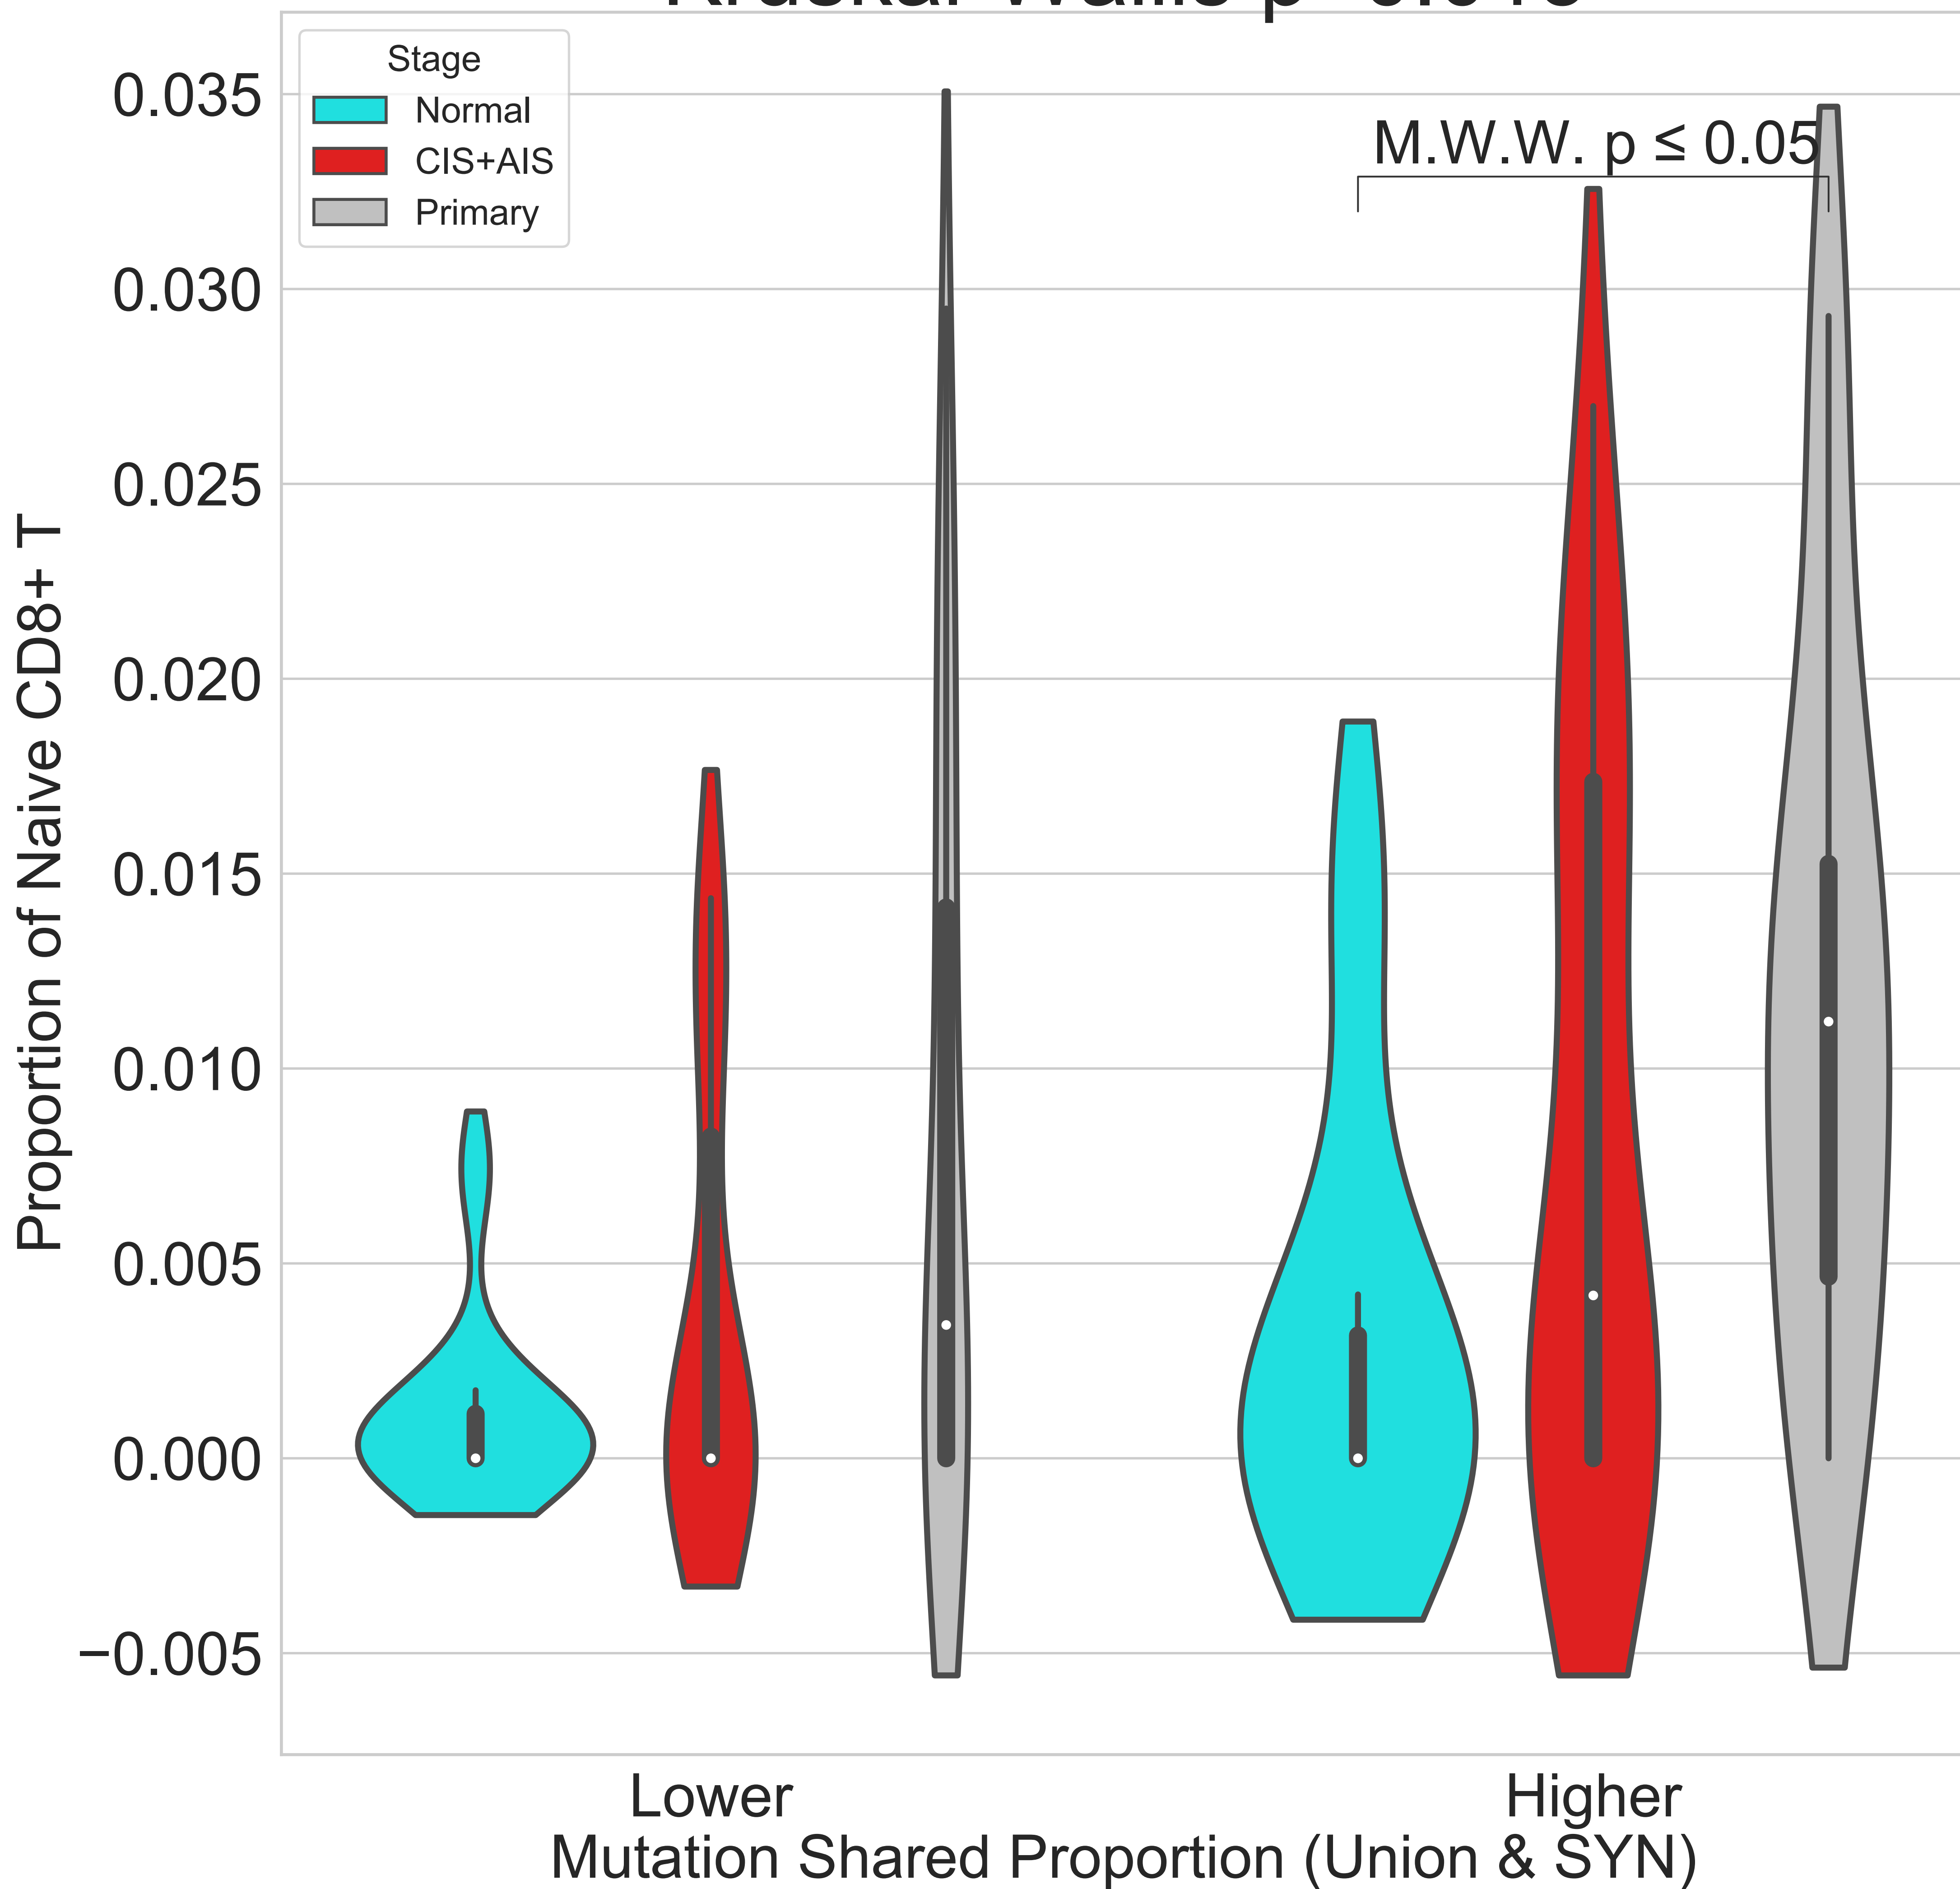 Stage
Normal
CIS+AIS
Primary
M.W.W. p ≤ 0.05
0.035
0.030
0.025
0.020
0.015
0.010
0.005
0.000
−0.005
Proportion of Naive CD8+ T
Lower
Higher
Mutation Shared Proportion (Union & SYN)